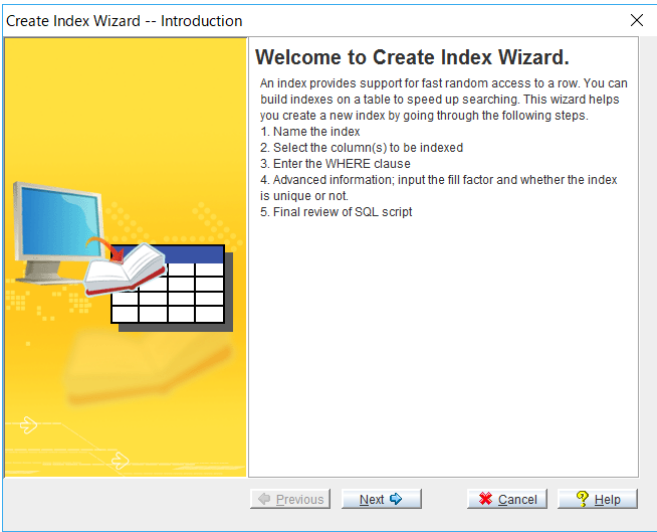 Create Index Wizard -- Introduction
Welcome to Create Index Wizard.
An index provides support for fast random access to a row. You can
build indexes on a table to speed up searching. This wizard helps
you create a new index by going through the following steps.
1. Name the index
2. Select the column(s) to be indexed
3. Enter the WHERE clause
4. Advanced information; input the fill factor and whether the index
is unique or not.
5. Final review of SQL script
Previous Next Cancel Help